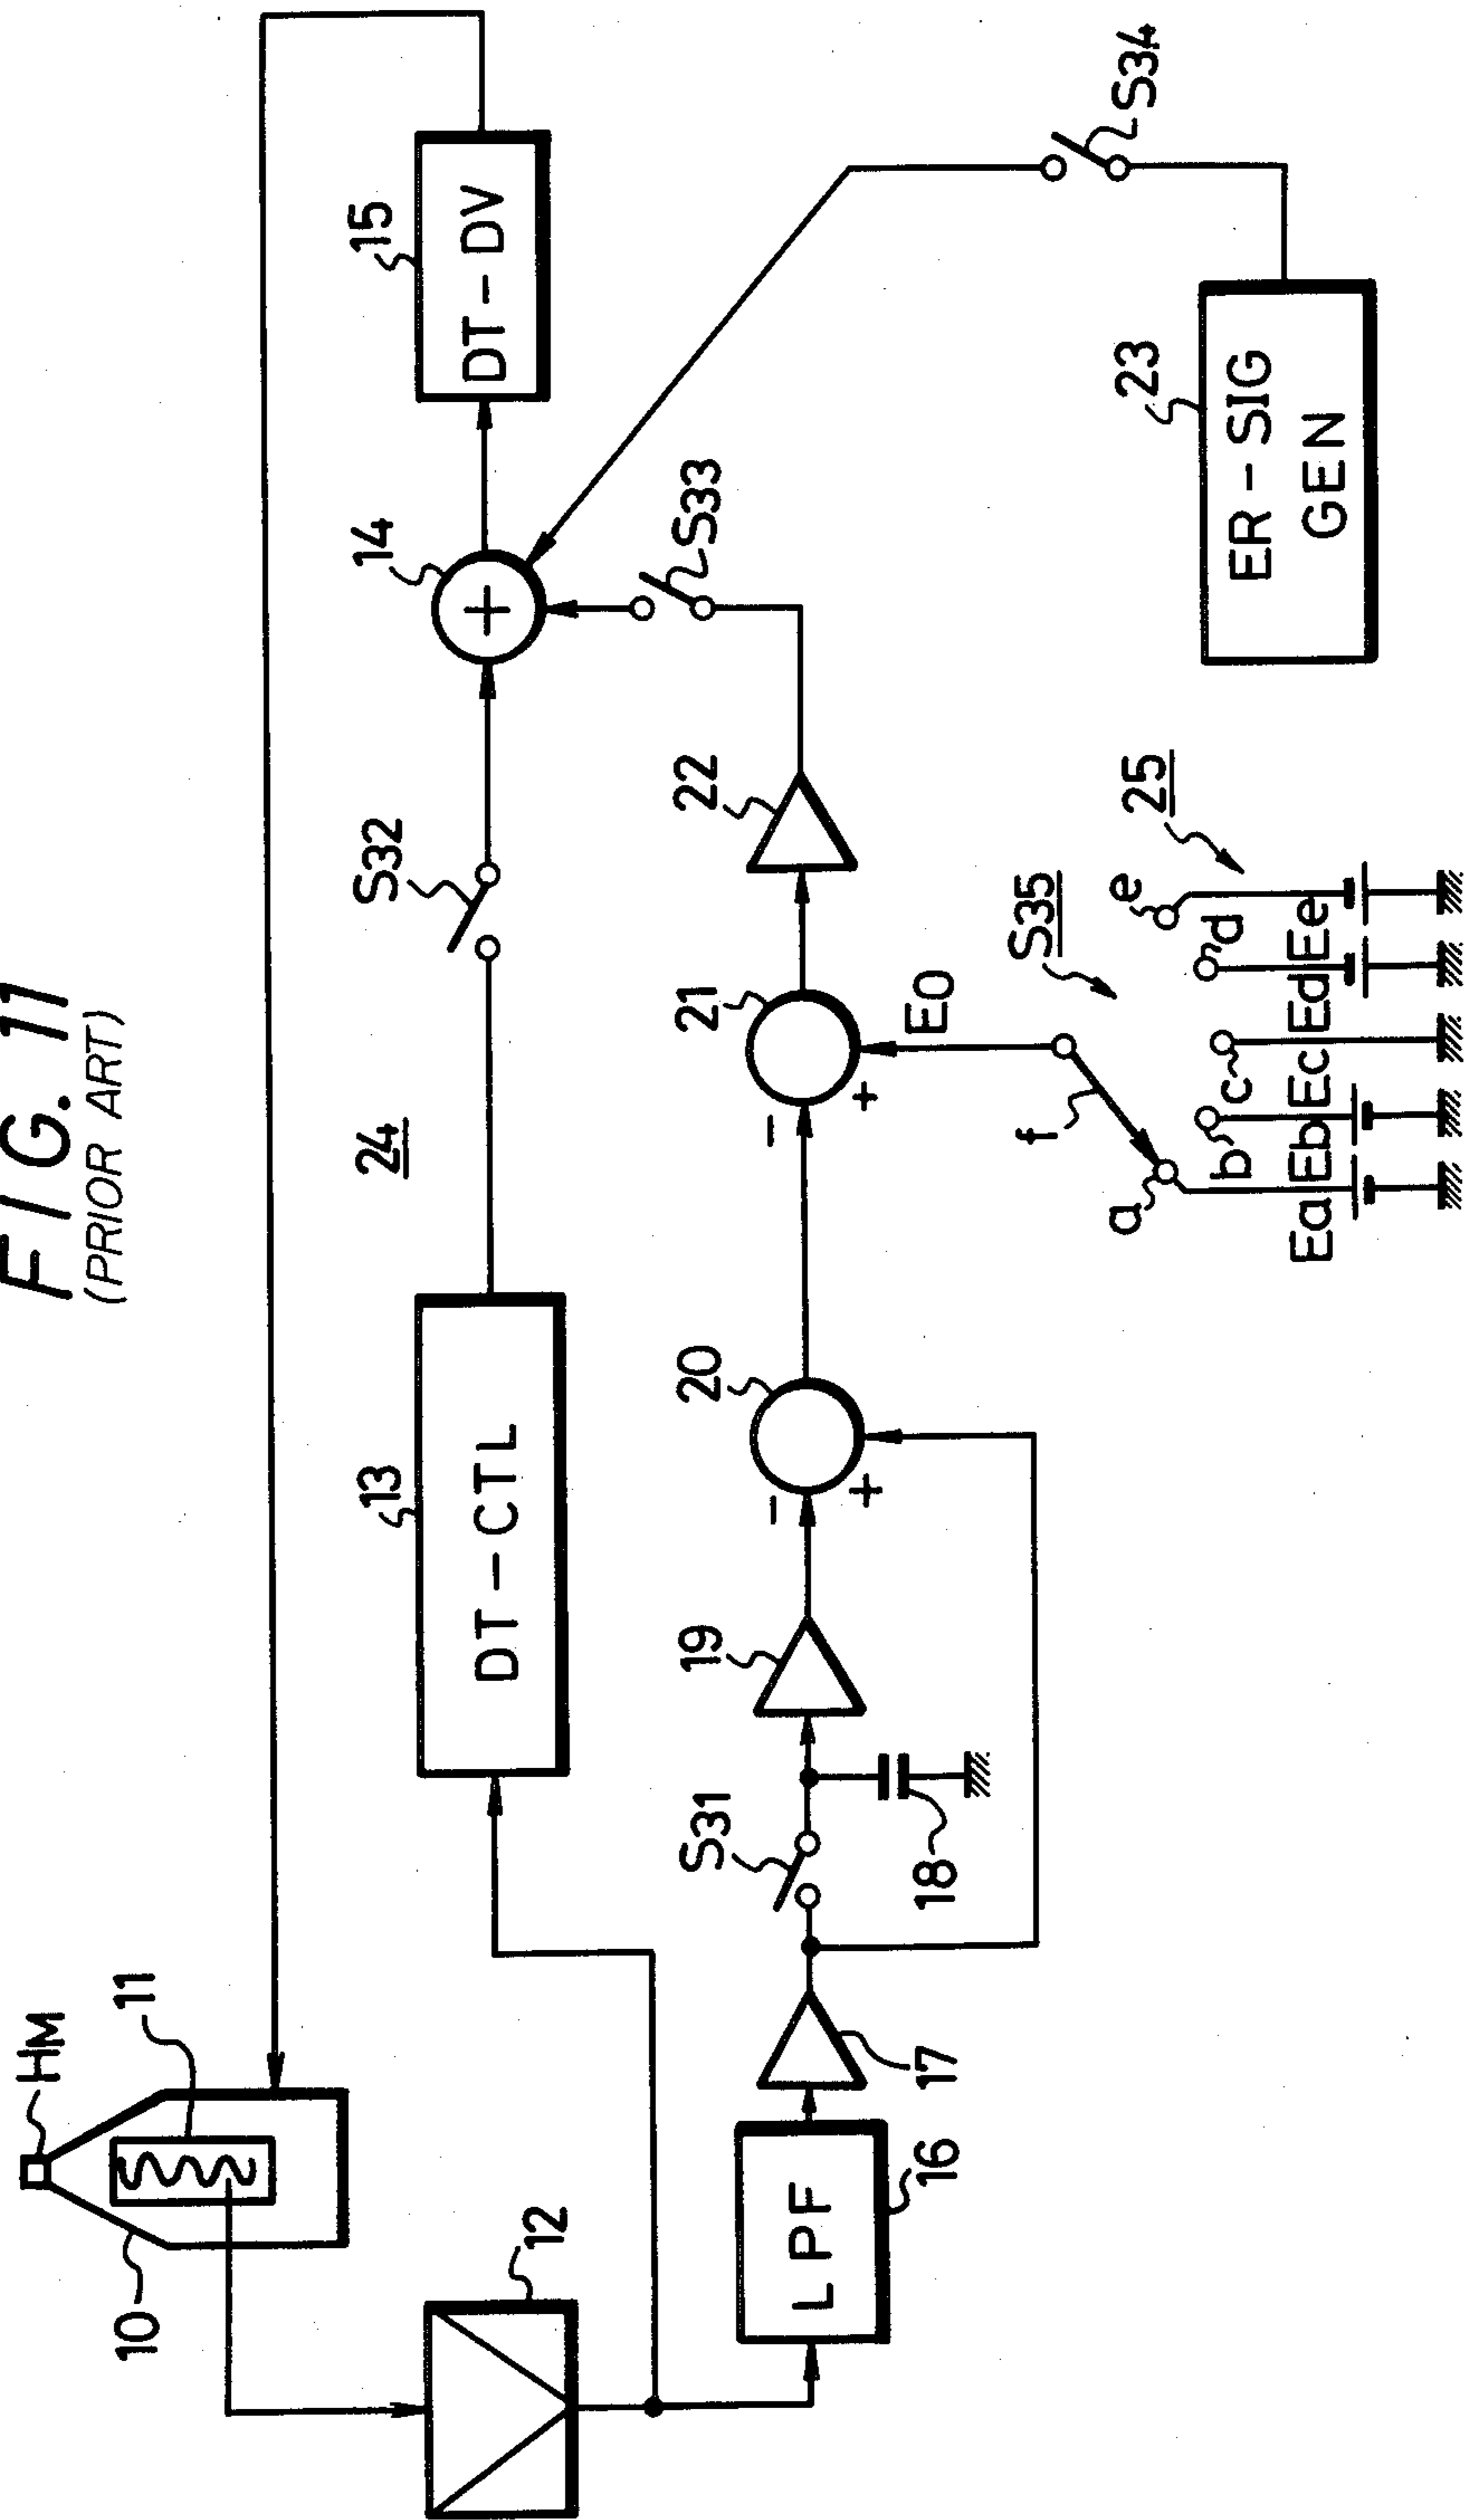 FIG. 11
(PRIOR ART)
HM
10
11
12
24
13
DT-CTL
S32
14
15
DT-DV
LPF
16
17
S31
18
19
20
-
+
21
-
+
EO
22
S33
S34
23
ER-SIG
GEN
S35
25
f
a
b
c
d
e
Ea
Eb
Ec
Ed
Ee